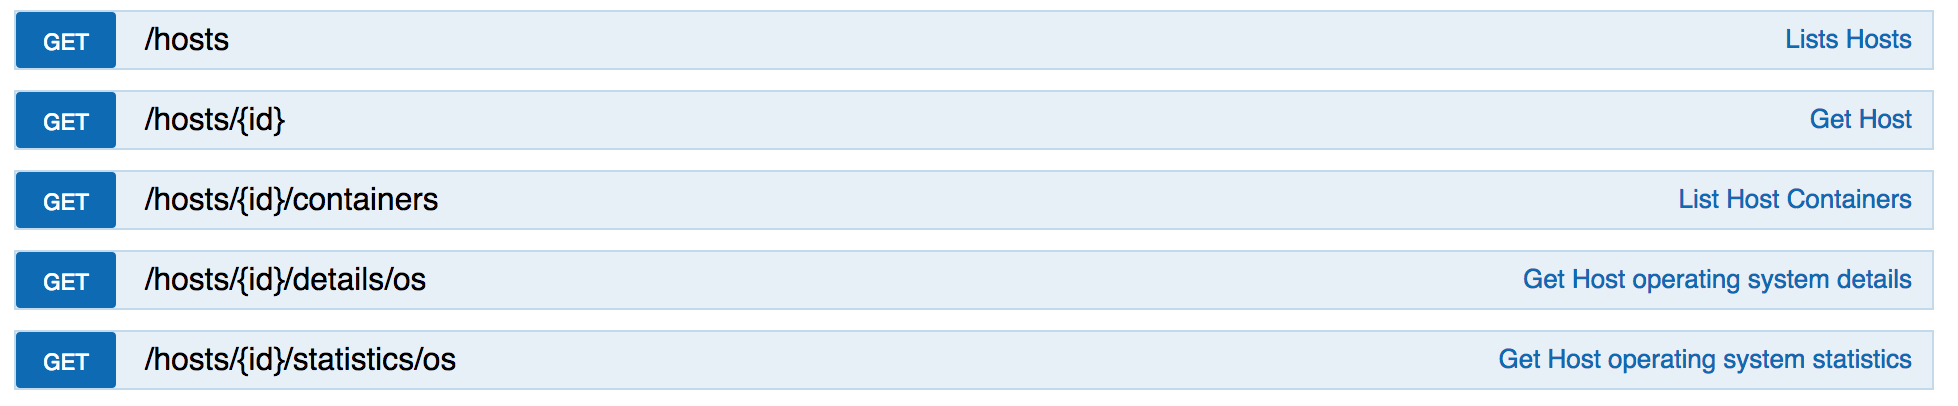 GET /hosts Lists Hosts
GET /hosts/{id} Get Host
GET /hosts/{id}/containers List Host Containers
GET /hosts/{id}/details/os Get Host operating system details
GET /hosts/{id}/statistics/os Get Host operating system statistics